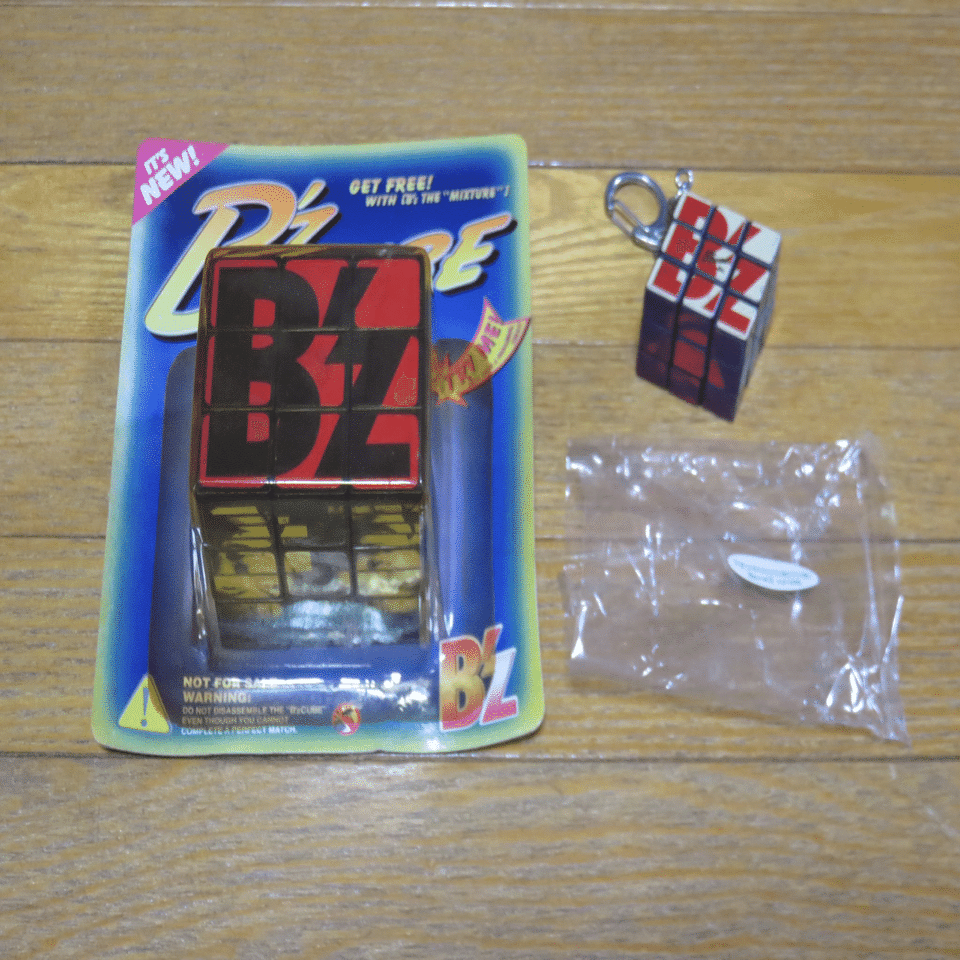 IT'S
NEW!
GET FREE!
WITH (B'z THE "MIXTURE")
B'z
B'z
B'z
B'z
B'z
NOT FOR SALE
WARNING!
DO NOT DISASSEMBLE THE "B'zCUBE
EVEN THOUGH YOU CANNOT
COMPLETE A PERFECT MATCH.
B'z